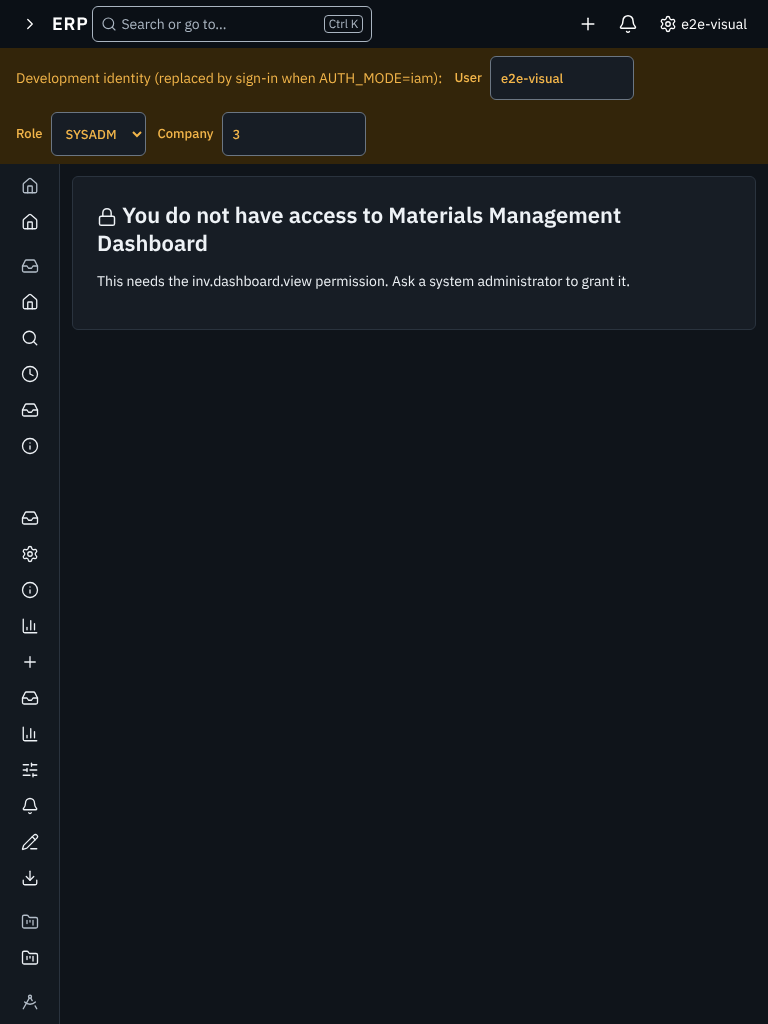 ERP Search or go to... Ctrl K e2e-visual
Development identity (replaced by sign-in when AUTH_MODE=iam): User e2e-visual
Role SYSADM Company 3
You do not have access to Materials Management
Dashboard
This needs the inv.dashboard.view permission. Ask a system administrator to grant it.